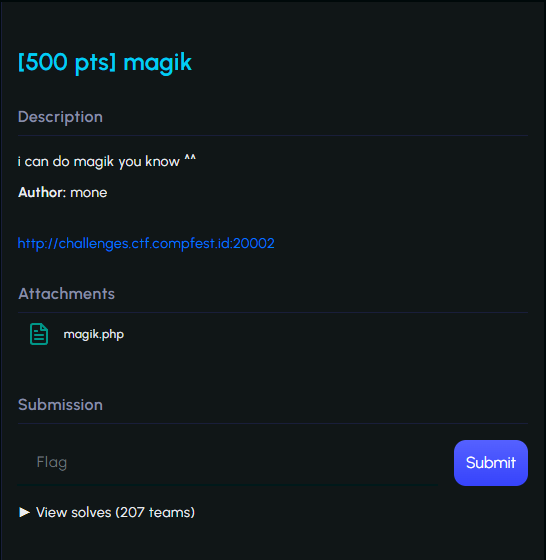 [500 pts] magik
Description
i can do magik you know ^^
Author: mone
http://challenges.ctf.compfest.id:20002
Attachments
magik.php
Submission
Flag
Submit
► View solves (207 teams)